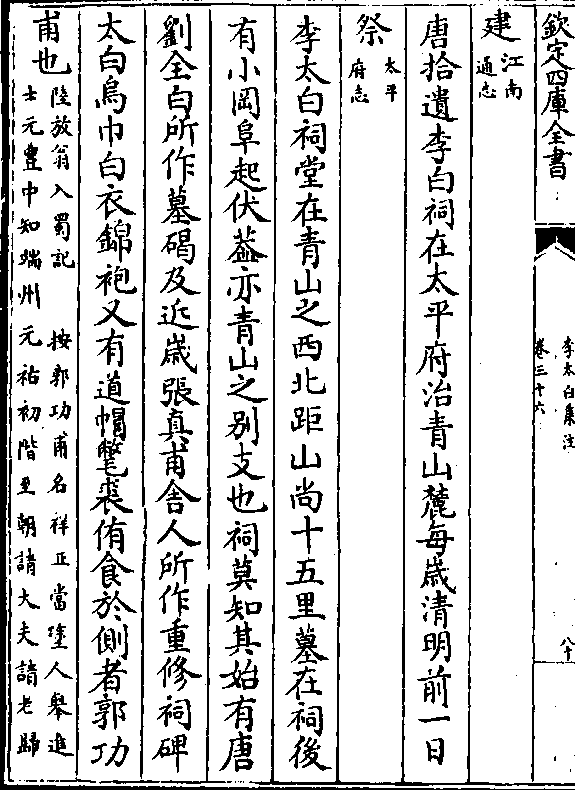 欽定四庫全書
李太白集注
卷三十六
八十
建江南
通志
唐拾遺李白祠在太平府治青山麓每歲清明前一日
祭太平
府志
李太白祠堂在青山之西北距山尚十五里墓在祠後
有小岡阜起伏葢亦青山之别支也祠莫知其始有唐
劉全白所作墓碣及近歲張真甫舍人所作重修祠碑
太白烏巾白衣錦袍又有道帽氅裘侑食於側者郭功
甫也陸放翁入蜀記 按郭功甫名祥正當塗人舉進
士元豐中知端州元祐初階至朝請大夫請老歸